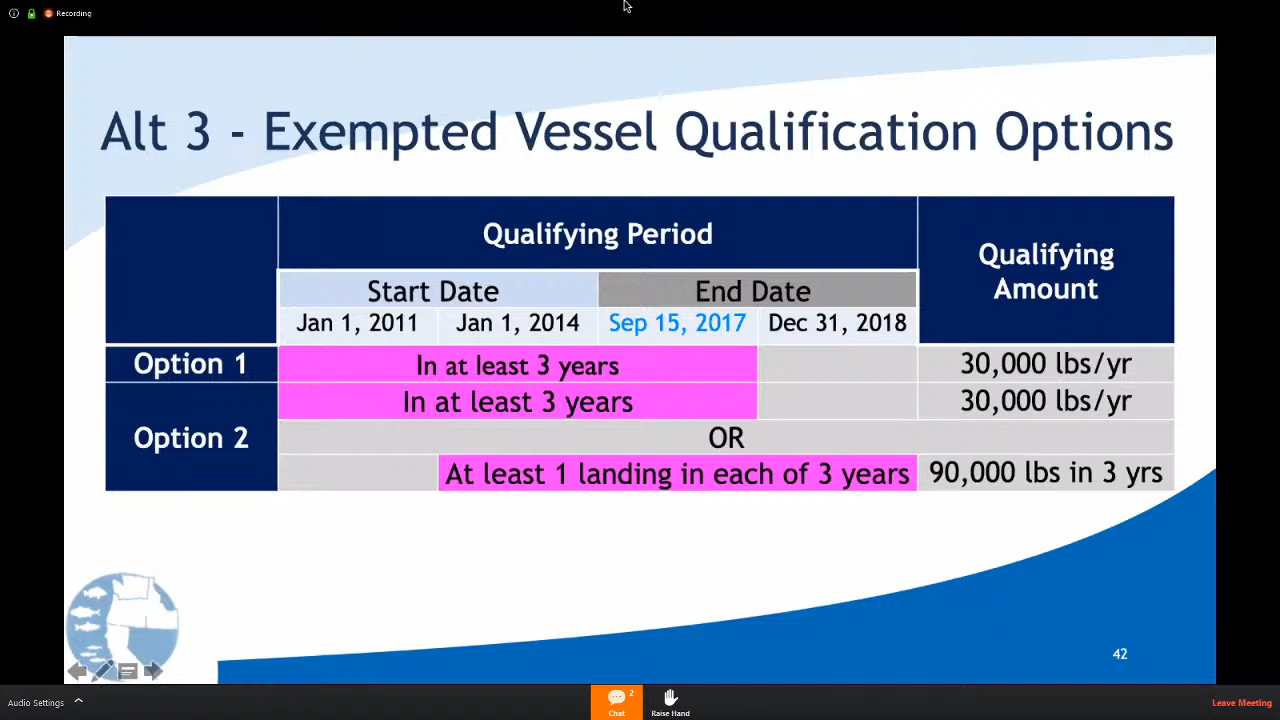 Recording
Alt 3 - Exempted Vessel Qualification Options
Qualifying Period
Qualifying
Amount
Start Date
End Date
Jan 1, 2011
Jan 1, 2014
Sep 15, 2017
Dec 31, 2018
Option 1
In at least 3 years
30,000 lbs/yr
In at least 3 years
30,000 lbs/yr
Option 2
OR
At least 1 landing in each of 3 years
90,000 lbs in 3 yrs
42
Audio Settings
2
Chat
Raise Hand
Leave Meeting